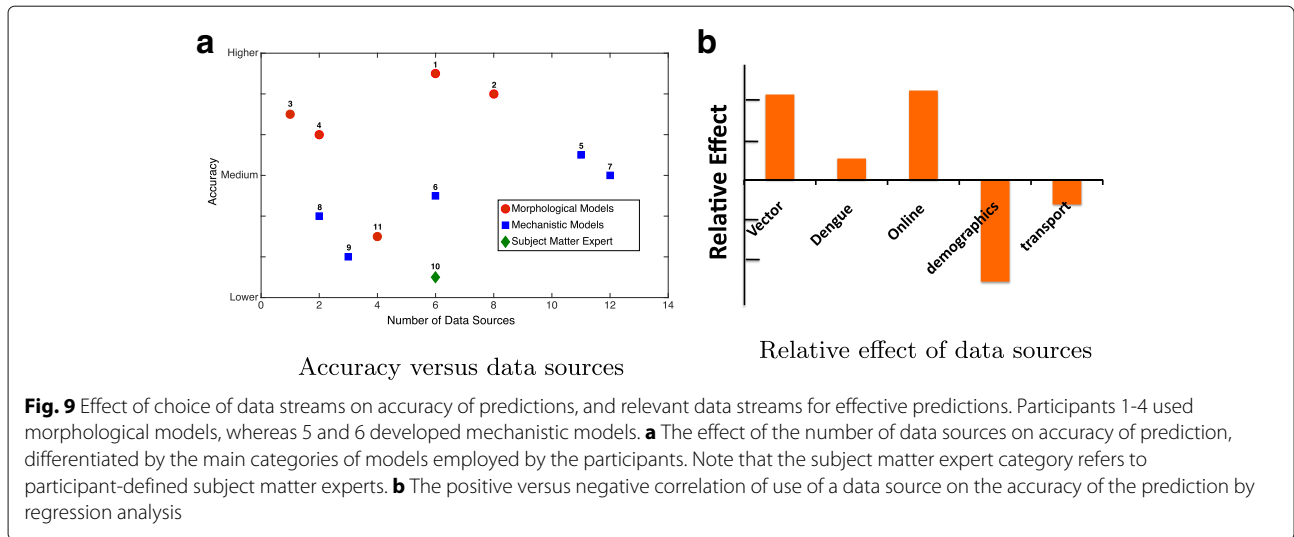 a
Higher
Medium
Lower
Accuracy
1
2
3
4
5
7
6
8
9
11
10
Morphological Models
Mechanistic Models
Subject Matter Expert
0 2 4 6 8 10 12 14
Number of Data Sources
Accuracy versus data sources
b
Relative Effect
Vector
Dengue
Online
demographics
transport
Relative effect of data sources
Fig. 9 Effect of choice of data streams on accuracy of predictions, and relevant data streams for effective predictions. Participants 1-4 used
morphological models, whereas 5 and 6 developed mechanistic models. a The effect of the number of data sources on accuracy of prediction,
differentiated by the main categories of models employed by the participants. Note that the subject matter expert category refers to
participant-defined subject matter experts. b The positive versus negative correlation of use of a data source on the accuracy of the prediction by
regression analysis